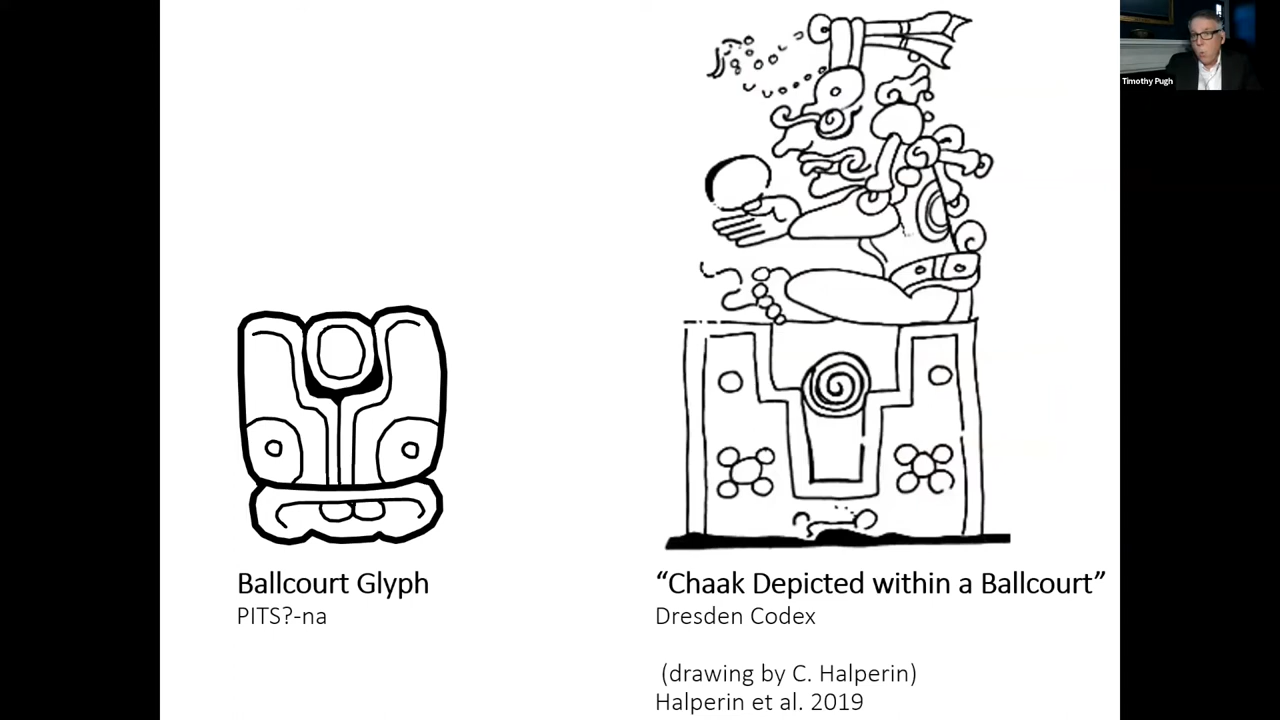 Timothy Pugh
Ballcourt Glyph
PITS?-na
“Chaak Depicted within a Ballcourt”
Dresden Codex
(drawing by C. Halperin)
Halperin et al. 2019